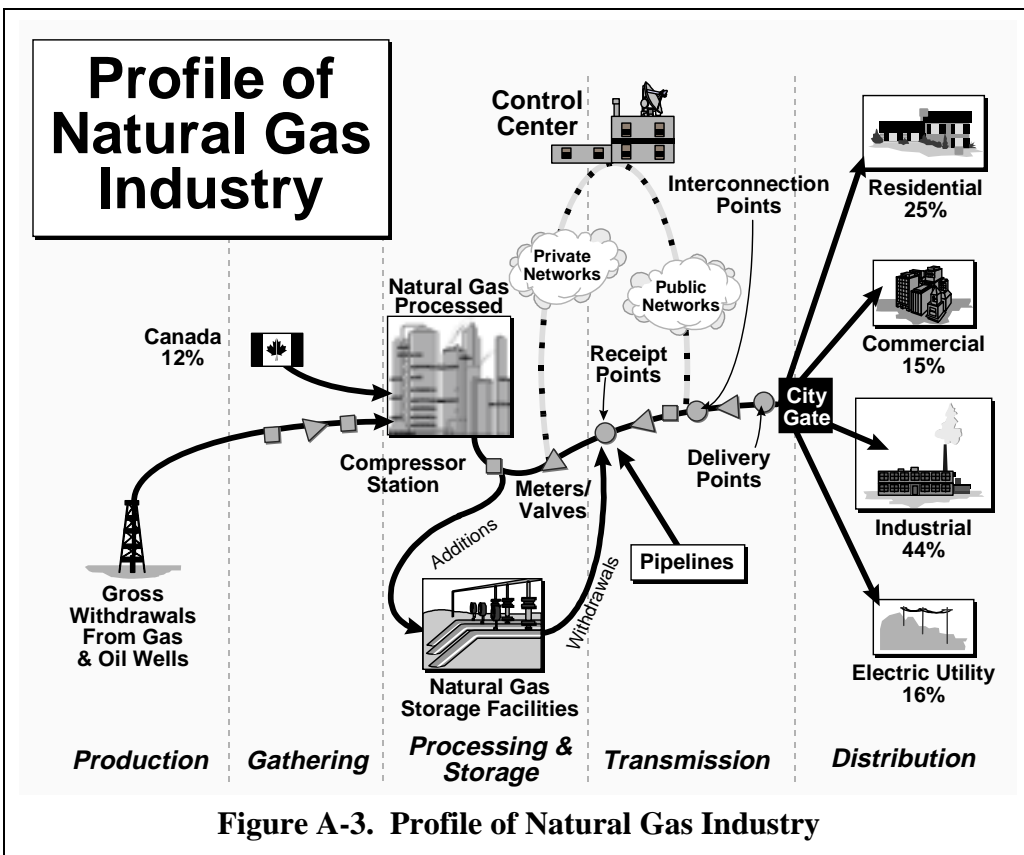 Profile of
Natural Gas
Industry
Control
Center
Interconnection
Points
Private
Networks
Public
Networks
Natural Gas
Processed
Canada
12%
Receipt
Points
Compressor
Station
Meters/
Valves
Delivery
Points
City
Gate
Residential
25%
Commercial
15%
Industrial
44%
Electric Utility
16%
Additions
Withdrawals
Pipelines
Gross
Withdrawals
From Gas
& Oil Wells
Natural Gas
Storage Facilities
Production
Gathering
Processing &
Storage
Transmission
Distribution
Figure A-3. Profile of Natural Gas Industry